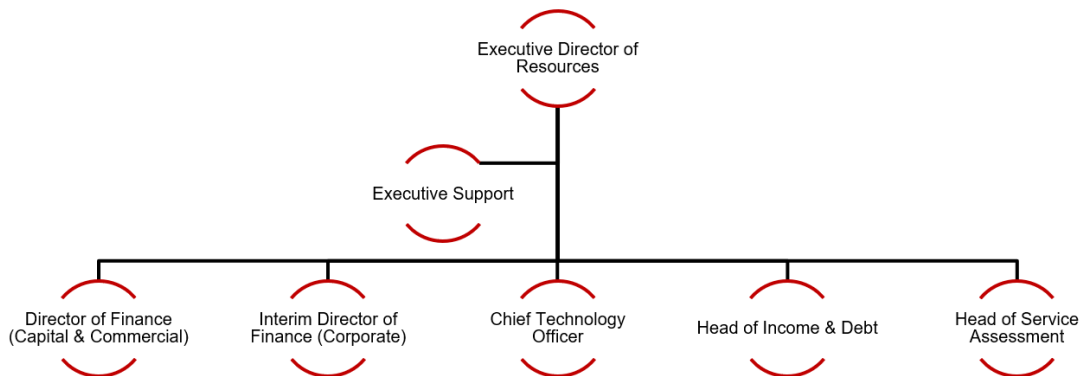 Executive Director of
Resources
Executive Support
Director of Finance
(Capital & Commercial)
Interim Director of
Finance (Corporate)
Chief Technology
Officer
Head of Income & Debt
Head of Service
Assessment